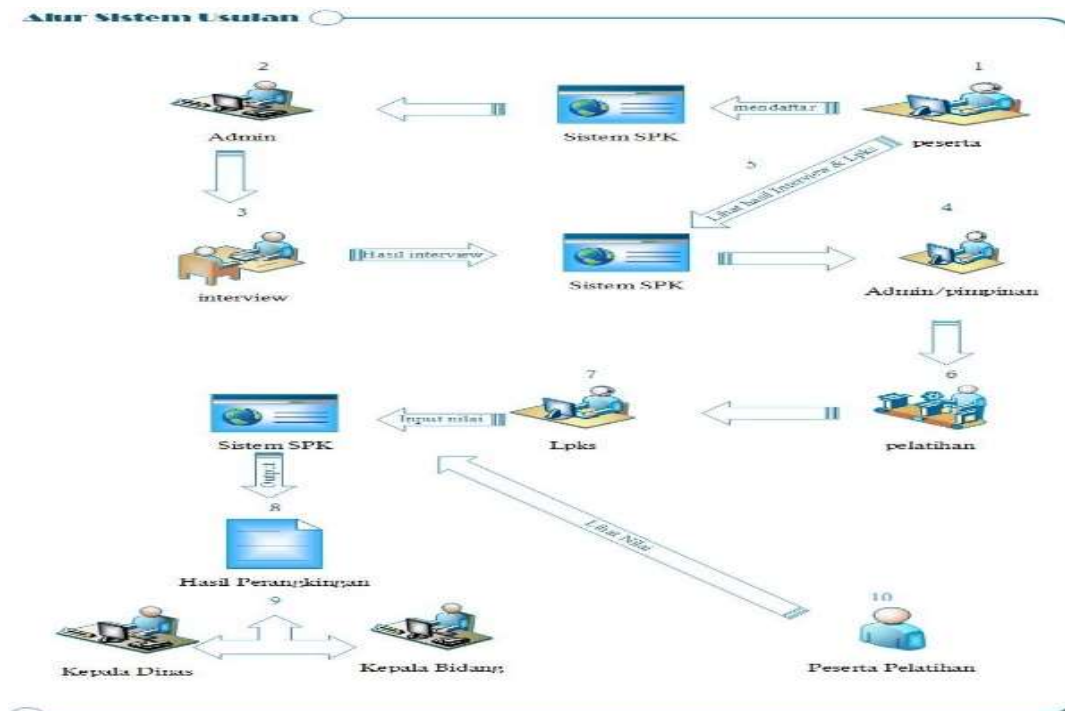 Alur Sistem Usulan
2
1
mendaftar
Admin
Sistem SPK
peserta
5
Lihat hasil Interview & Lpks
3
4
Hasil interview
interview
Sistem SPK
Admin/pimpinan
7
6
Input nilai
Sistem SPK
Lpks
pelatihan
Output
8
Lihat Nilai
Hasil Perangkingan
9
10
Kepala Dinas
Kepala Bidang
Peserta Pelatihan